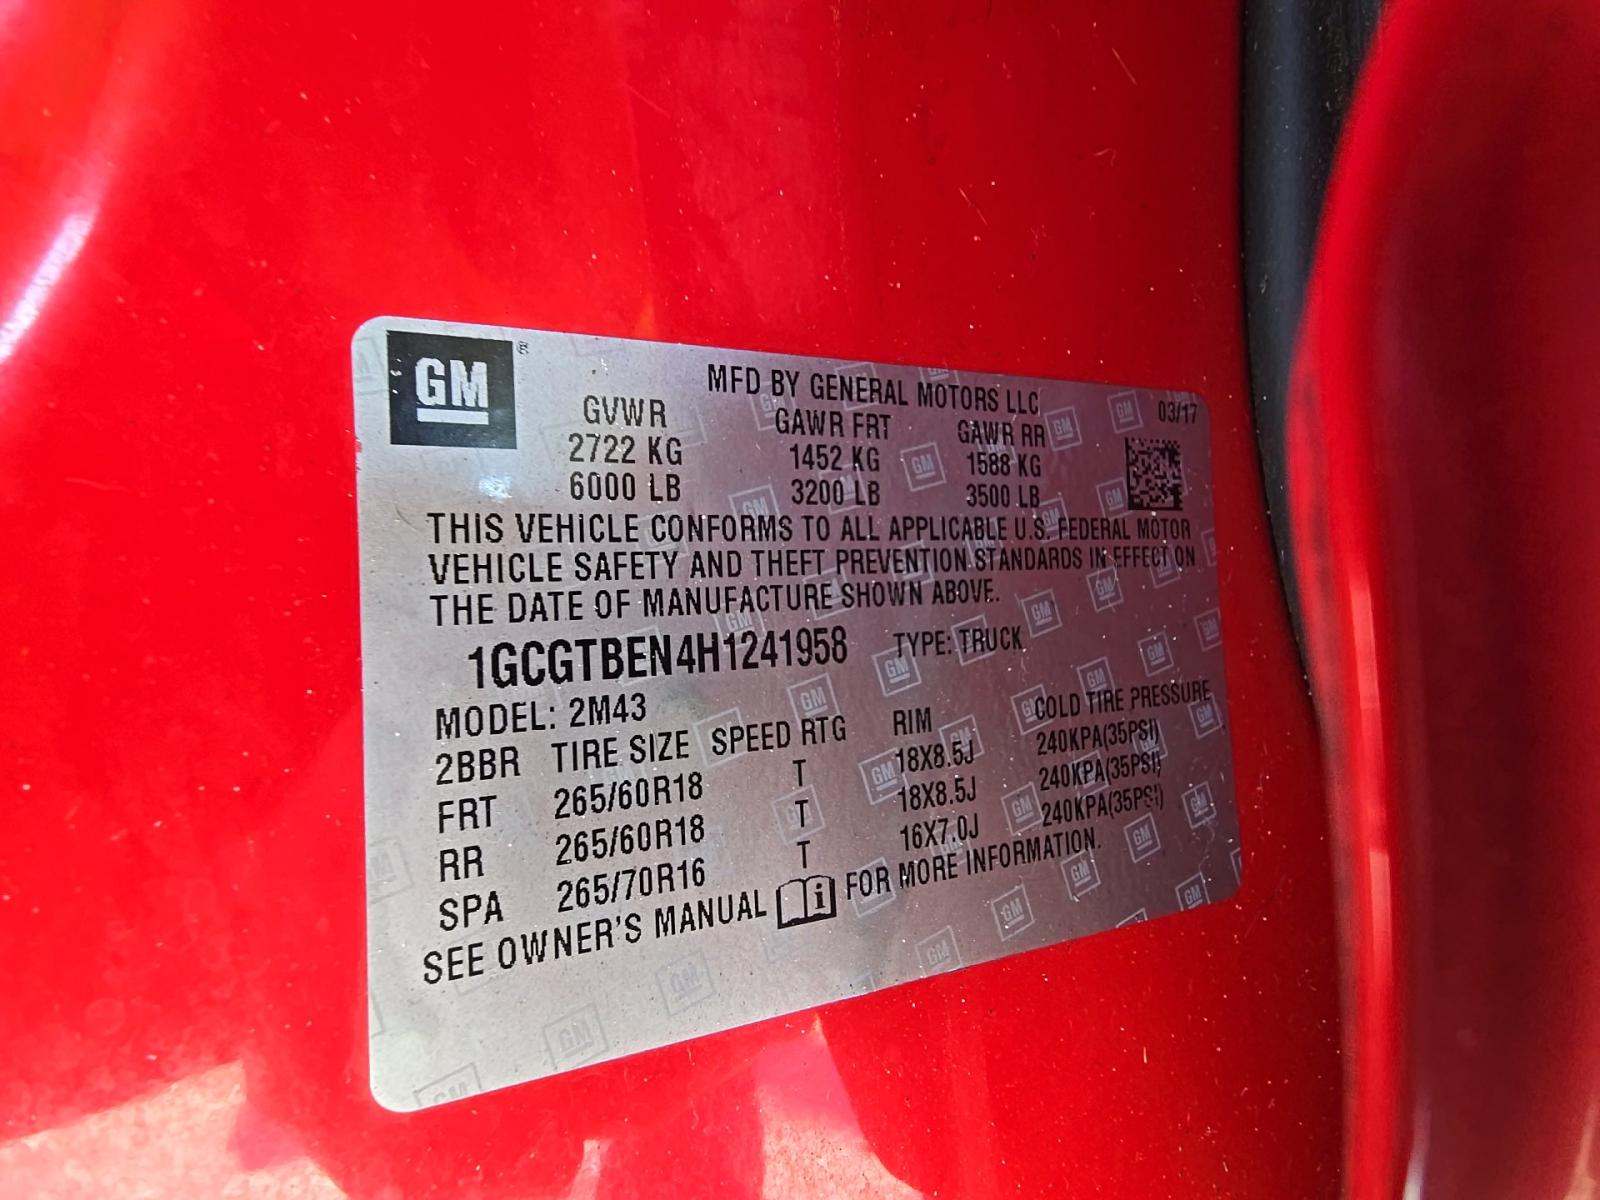 GM®
MFD BY GENERAL MOTORS LLC
03/17
GVWR GAWR FRT GAWR RR
2722 KG 1452 KG 1588 KG
6000 LB 3200 LB 3500 LB
THIS VEHICLE CONFORMS TO ALL APPLICABLE U.S. FEDERAL MOTOR
VEHICLE SAFETY AND THEFT PREVENTION STANDARDS IN EFFECT ON
THE DATE OF MANUFACTURE SHOWN ABOVE.
1GCGTBEN4H1241958 TYPE: TRUCK
MODEL: 2M43
2BBR TIRE SIZE SPEED RTG RIM COLD TIRE PRESSURE
FRT 265/60R18 T 18X8.5J 240KPA(35PSI)
RR 265/60R18 T 18X8.5J 240KPA(35PSI)
SPA 265/70R16 T 16X7.0J 240KPA(35PSI)
SEE OWNER'S MANUAL i FOR MORE INFORMATION.